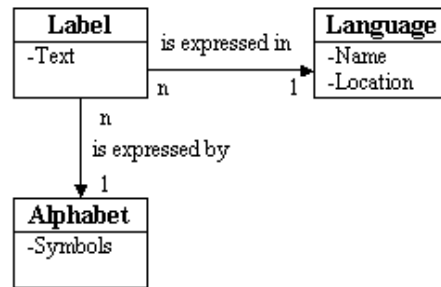 Label
-Text
is expressed in
n
1
Language
-Name
-Location
n
is expressed by
1
Alphabet
-Symbols